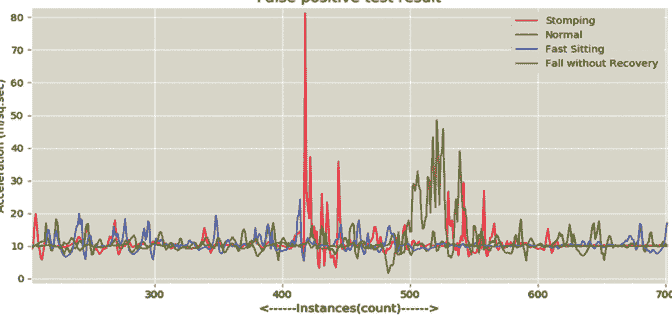 False positive test result
80
70
60
50
40
30
20
10
0
Acceleration (m/sq.sec)
Stomping
Normal
Fast Sitting
Fall without Recovery
300 400 500 600 700
<------Instances(count)------>